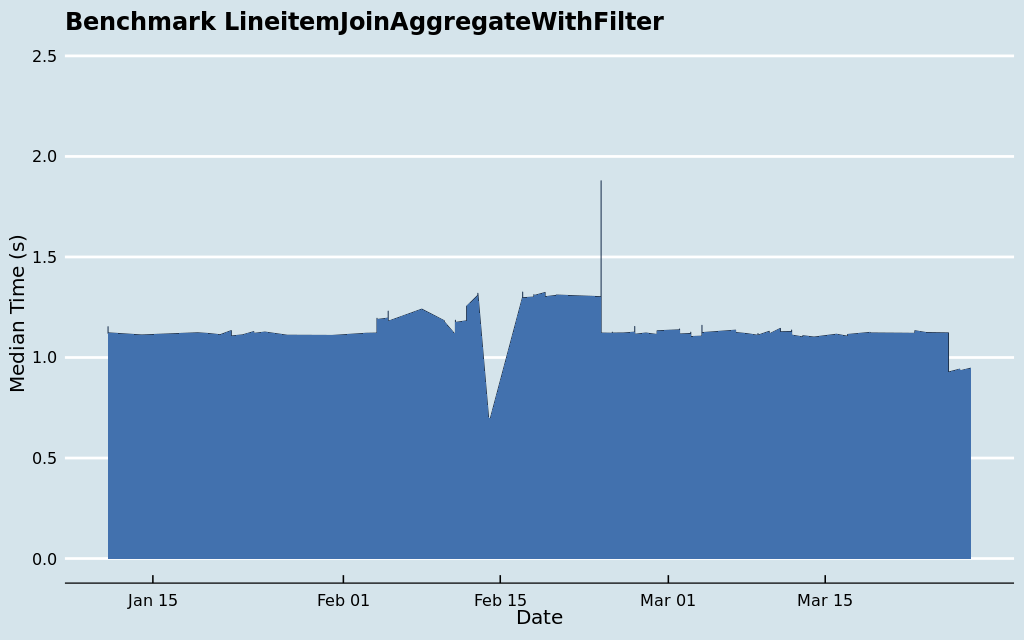 Benchmark LineitemJoinAggregateWithFilter
Median Time (s)
2.5
2.0
1.5
1.0
0.5
0.0
Jan 15
Feb 01
Feb 15
Mar 01
Mar 15
Date